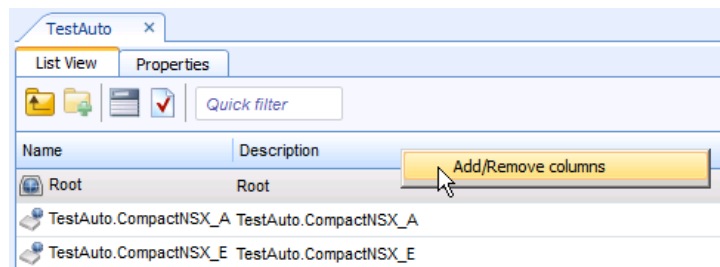 TestAuto
List View Properties
Quick filter
Name Description
Add/Remove columns
Root Root
TestAuto.CompactNSX_A TestAuto.CompactNSX_A
TestAuto.CompactNSX_E TestAuto.CompactNSX_E